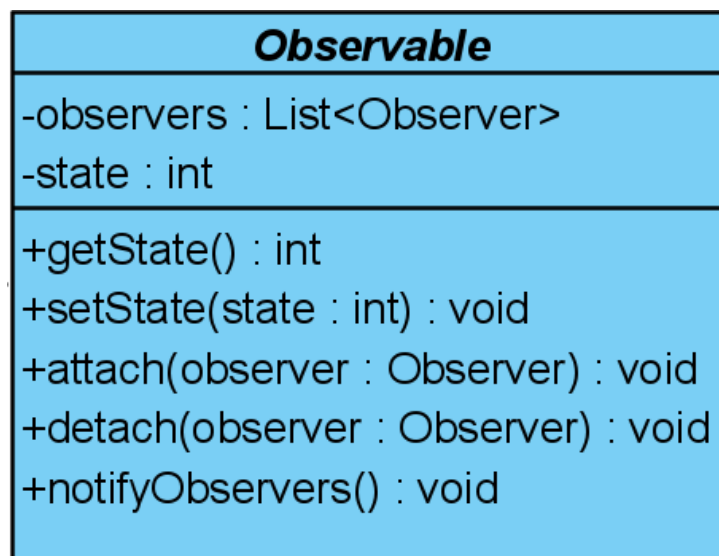 Observable
-observers : List<Observer>
-state : int
+getState() : int
+setState(state : int) : void
+attach(observer : Observer) : void
+detach(observer : Observer) : void
+notifyObservers() : void